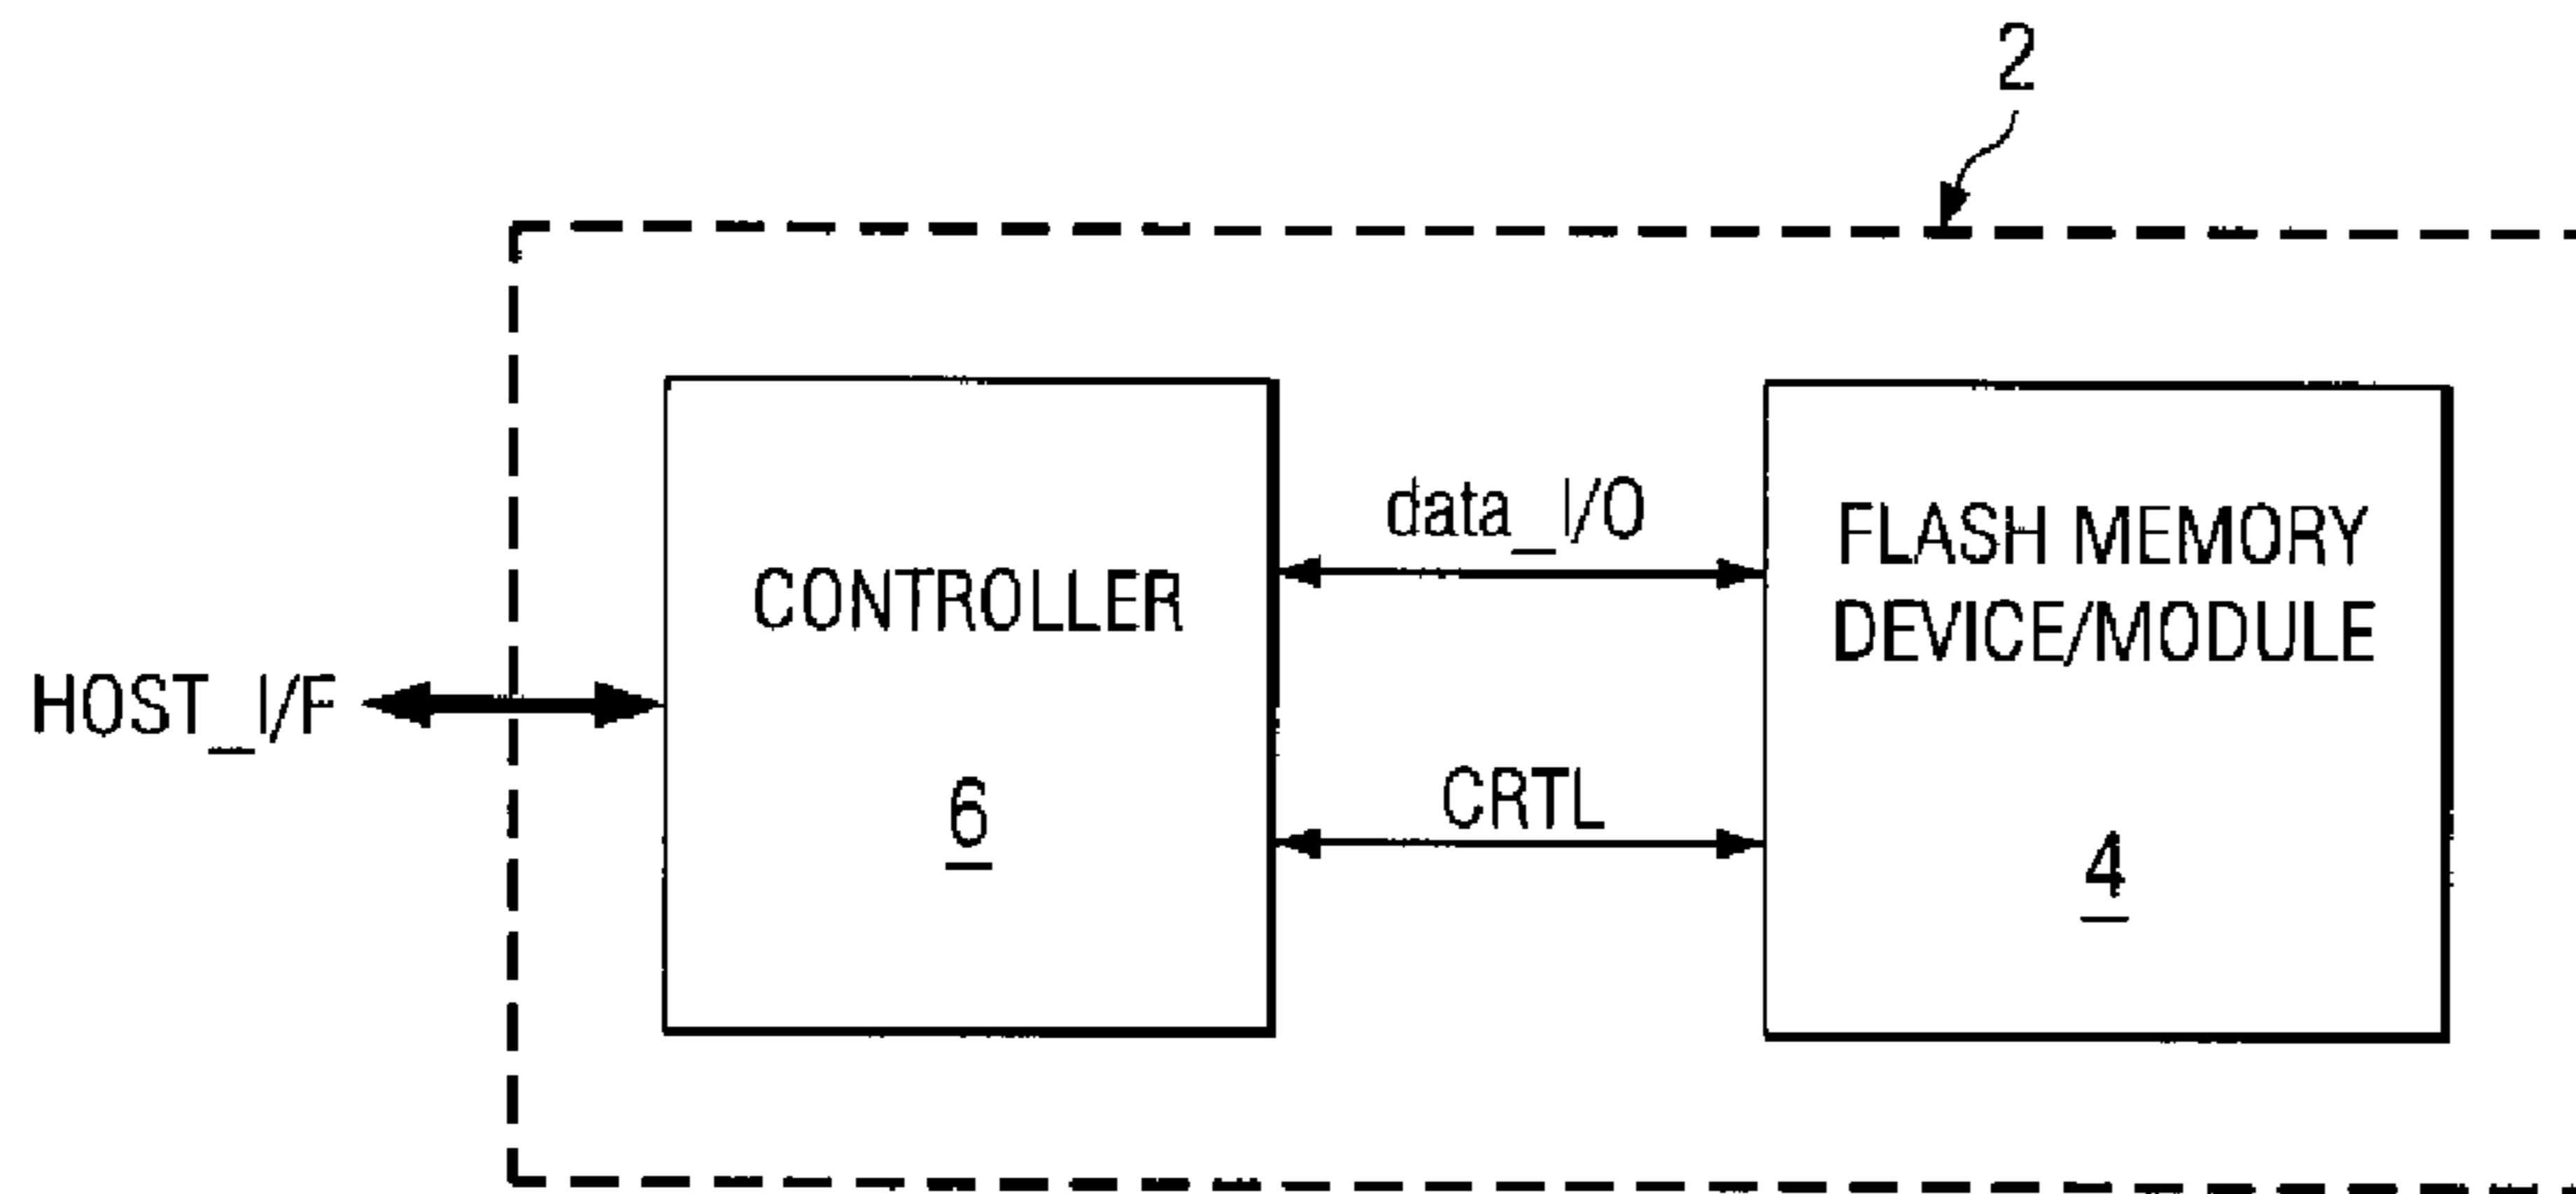 2
data_I/O
FLASH MEMORY
DEVICE/MODULE
CONTROLLER
HOST_I/F
CRTL
6
4